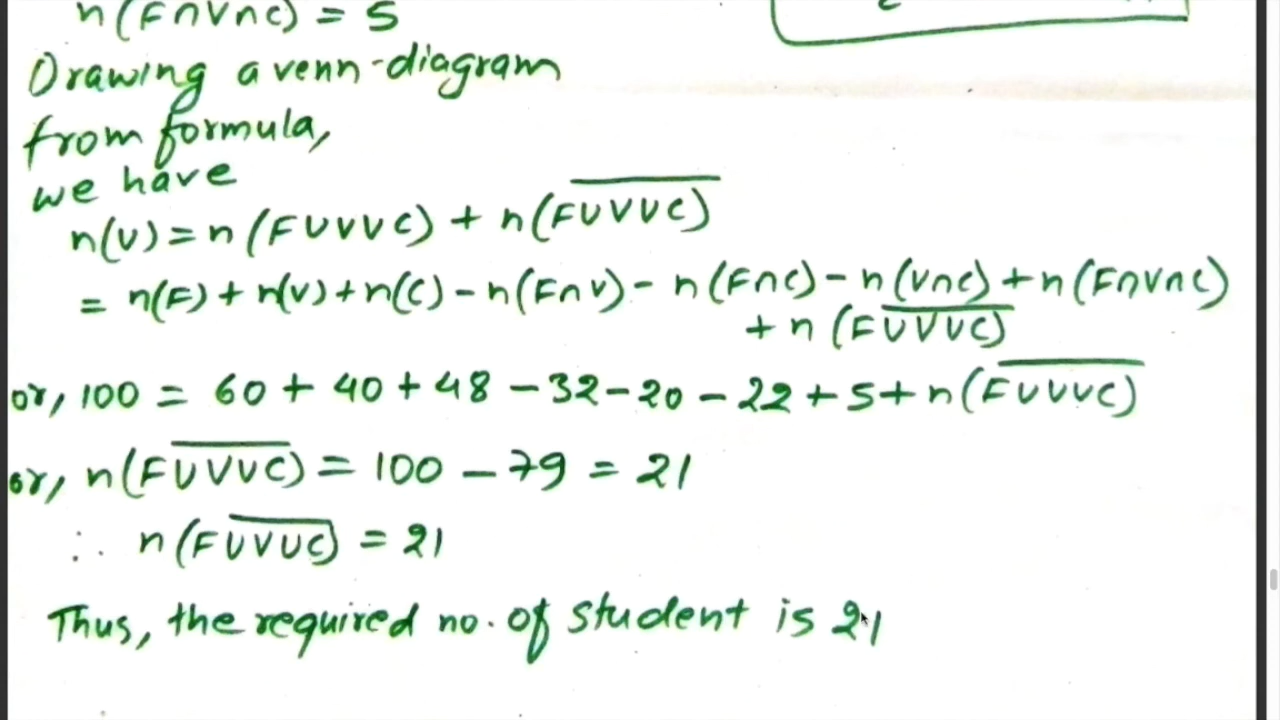 n(F∩V∩C) = 5
Drawing a venn-diagram
from formula,
we have
n(U) = n(F∪V∪C) + n(F∪V∪C)
= n(F) + n(V) + n(C) - n(F∩V) - n(F∩C) - n(V∩C) + n(F∩V∩C)
+ n(F∪V∪C)
or, 100 = 60 + 40 + 48 - 32 - 20 - 22 + 5 + n(F∪V∪C)
or, n(F∪V∪C) = 100 - 79 = 21
∴ n(F∪V∪C) = 21
Thus, the required no. of student is 21